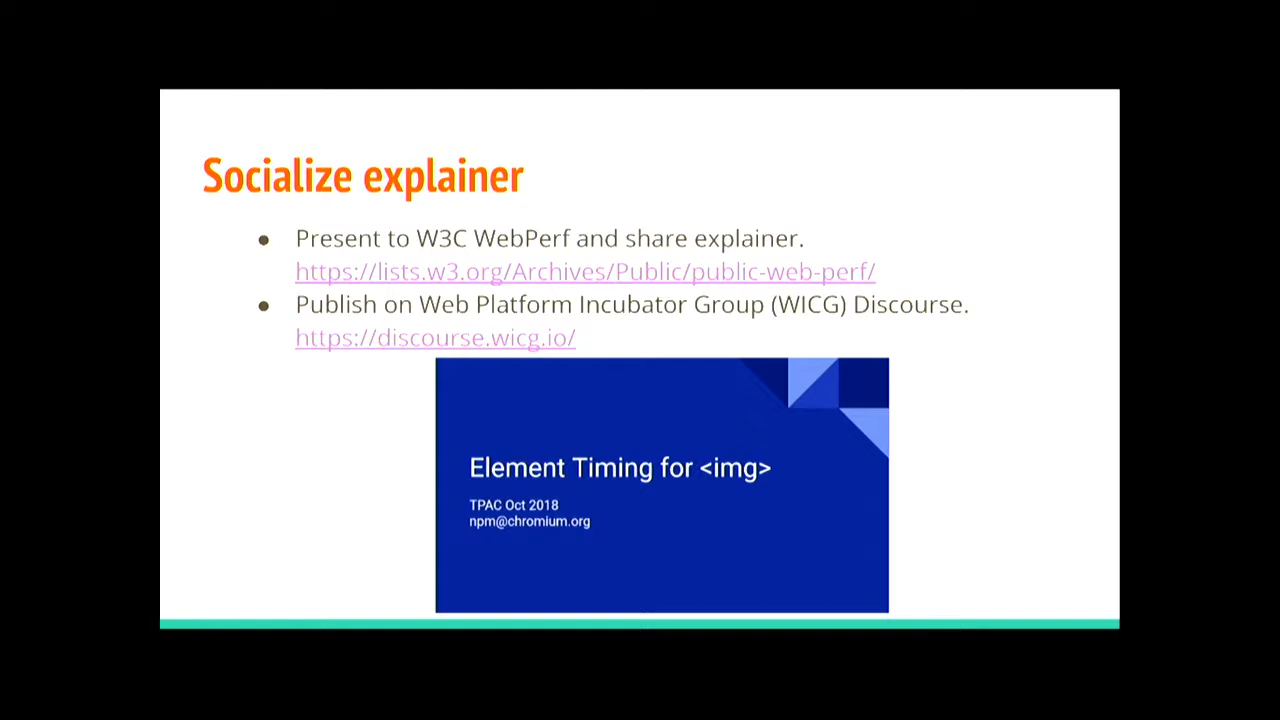 Socialize explainer
● Present to W3C WebPerf and share explainer.
https://lists.w3.org/Archives/Public/public-web-perf/
● Publish on Web Platform Incubator Group (WICG) Discourse.
https://discourse.wicg.io/
Element Timing for <img>
TPAC Oct 2018
npm@chromium.org